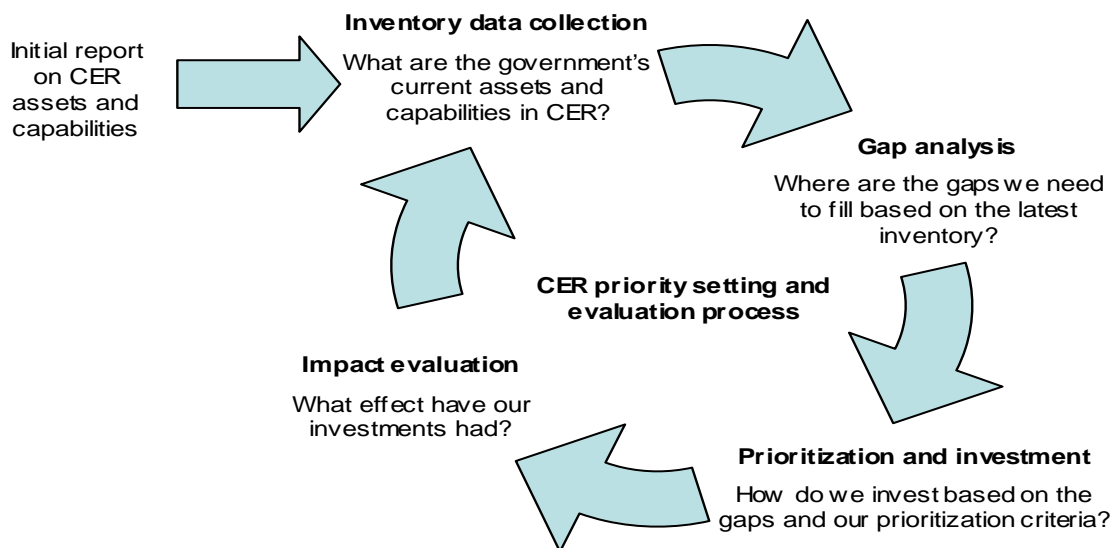 Initial report
on CER
assets and
capabilities
Inventory data collection
What are the government's
current assets and
capabilities in CER?
Gap analysis
Where are the gaps we need
to fill based on the latest
inventory?
CER priority setting and
evaluation process
Impact evaluation
What effect have our
investments had?
Prioritization and investment
How do we invest based on the
gaps and our prioritization criteria?